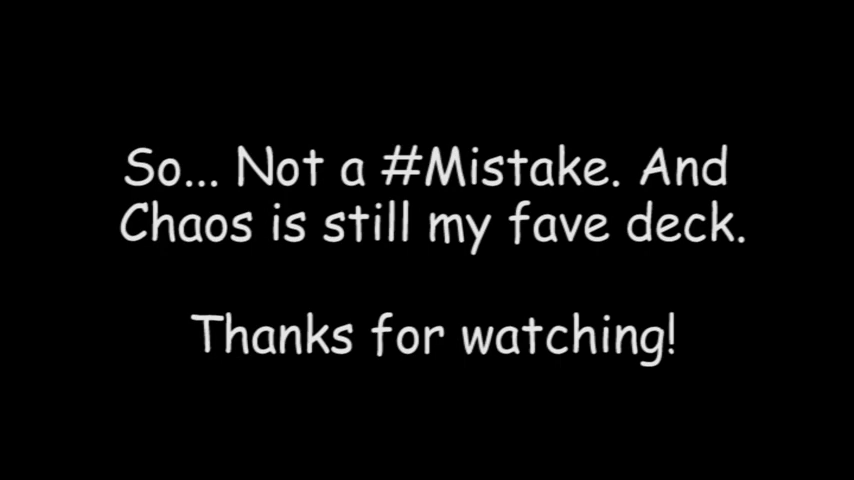 So... Not a #Mistake. And
Chaos is still my fave deck.
Thanks for watching!